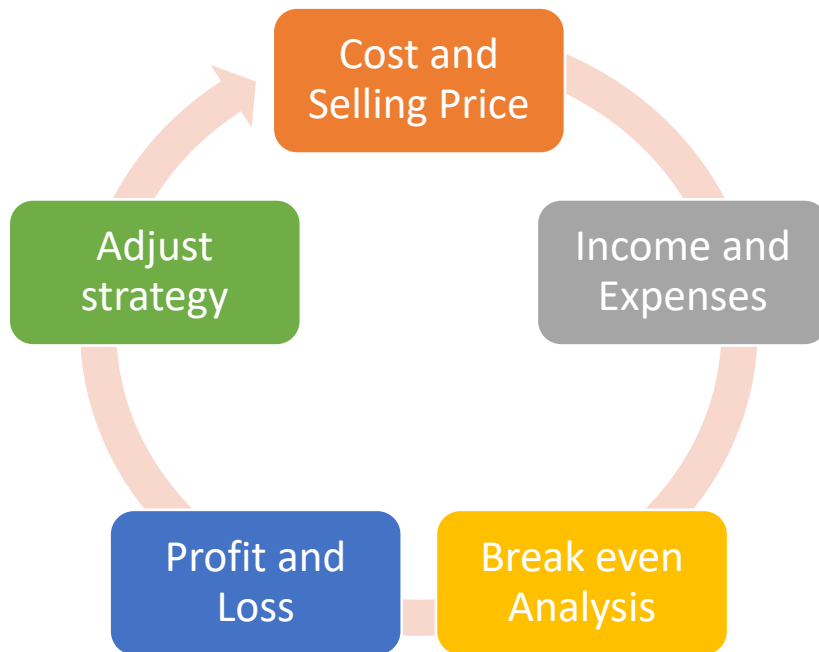 Cost and
Selling Price
Income and
Expenses
Break even
Analysis
Profit and
Loss
Adjust
strategy